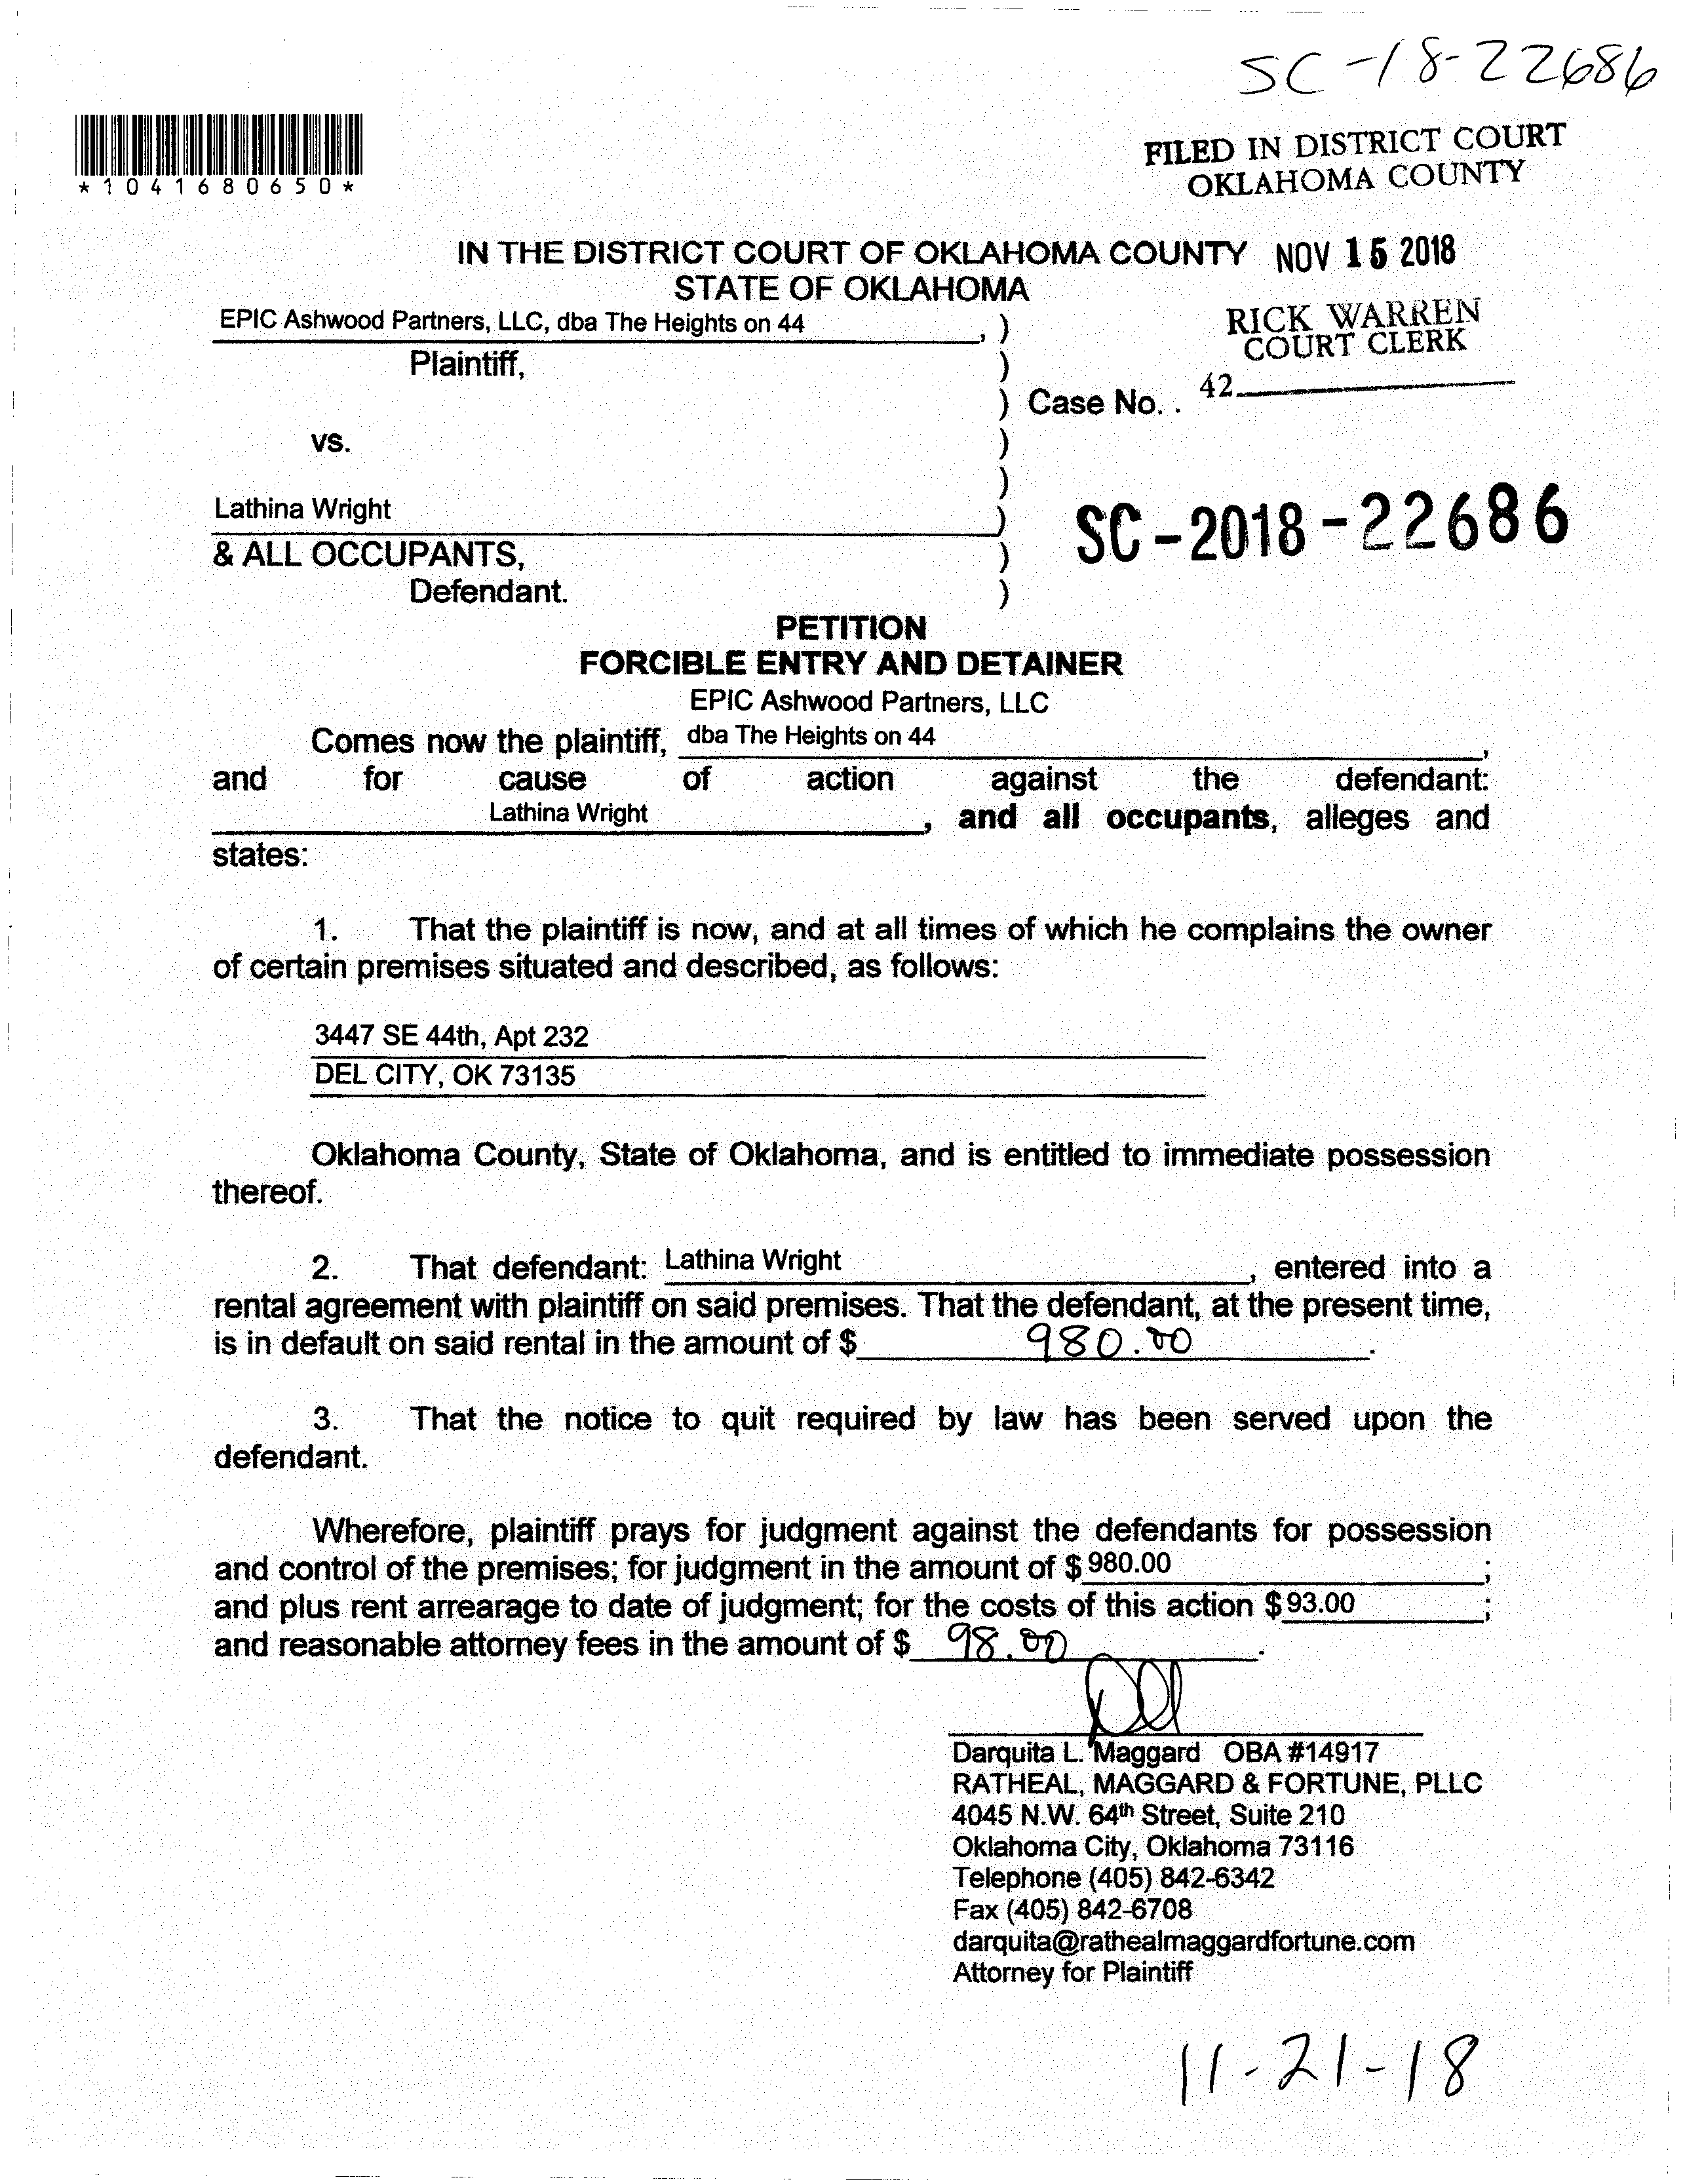 SC-18-22686
*1041680650*
FILED IN DISTRICT COURT
OKLAHOMA COUNTY
IN THE DISTRICT COURT OF OKLAHOMA COUNTY NOV 15 2018
STATE OF OKLAHOMA
RICK WARREN
COURT CLERK
42
EPIC Ashwood Partners, LLC, dba The Heights on 44 , )
Plaintiff, )
) Case No. .
vs. )
)
Lathina Wright )
SC-2018-22686
& ALL OCCUPANTS, )
Defendant. )
PETITION
FORCIBLE ENTRY AND DETAINER
EPIC Ashwood Partners, LLC
Comes now the plaintiff, dba The Heights on 44 ,
and for cause of action against the defendant:
Lathina Wright , and all occupants, alleges and
states:
1. That the plaintiff is now, and at all times of which he complains the owner
of certain premises situated and described, as follows:
3447 SE 44th, Apt 232
DEL CITY, OK 73135
Oklahoma County, State of Oklahoma, and is entitled to immediate possession
thereof.
2. That defendant: Lathina Wright , entered into a
rental agreement with plaintiff on said premises. That the defendant, at the present time,
is in default on said rental in the amount of $ 980.00 .
3. That the notice to quit required by law has been served upon the
defendant.
Wherefore, plaintiff prays for judgment against the defendants for possession
and control of the premises; for judgment in the amount of $ 980.00 ;
and plus rent arrearage to date of judgment; for the costs of this action $ 93.00 ;
and reasonable attorney fees in the amount of $ 98.00 .
Darquita L. Maggard OBA #14917
RATHEAL, MAGGARD & FORTUNE, PLLC
4045 N.W. 64th Street, Suite 210
Oklahoma City, Oklahoma 73116
Telephone (405) 842-6342
Fax (405) 842-6708
darquita@rathealmaggardfortune.com
Attorney for Plaintiff
11-21-18